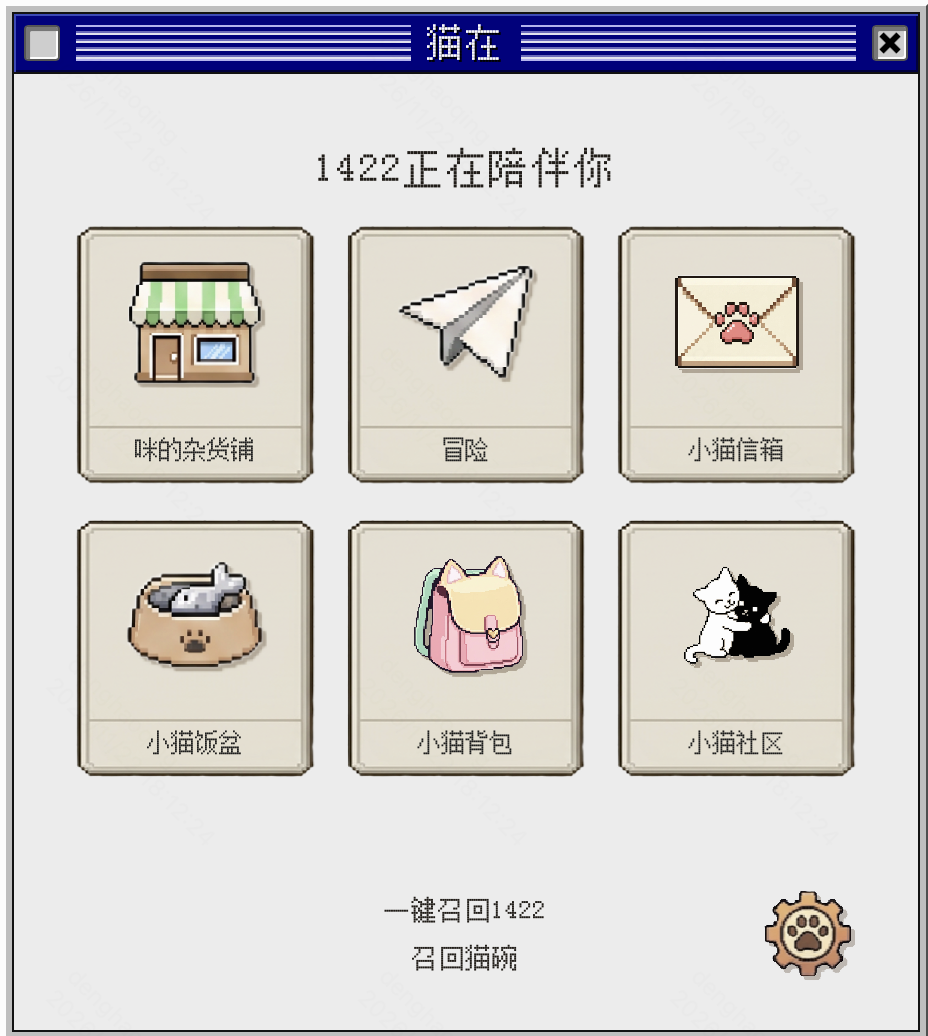 猫在
1422正在陪伴你
咪的杂货铺
冒险
小猫信箱
小猫饭盆
小猫背包
小猫社区
一键召回1422
召回猫碗